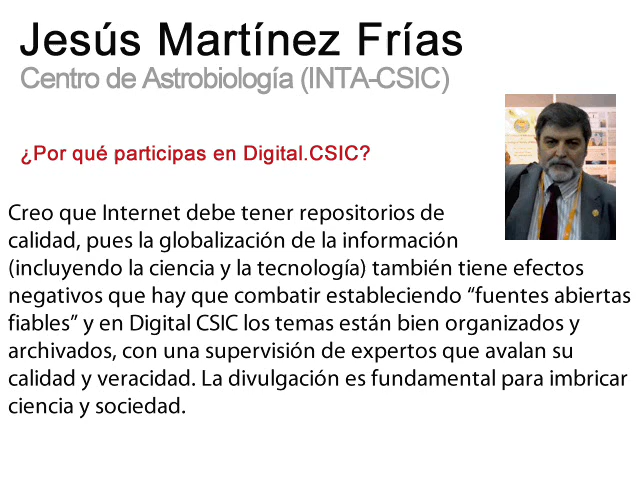 Jesús Martínez Frías
Centro de Astrobiología (INTA-CSIC)
¿Por qué participas en Digital.CSIC?
Creo que Internet debe tener repositorios de
calidad, pues la globalización de la información
(incluyendo la ciencia y la tecnología) también tiene efectos
negativos que hay que combatir estableciendo “fuentes abiertas
fiables” y en Digital CSIC los temas están bien organizados y
archivados, con una supervisión de expertos que avalan su
calidad y veracidad. La divulgación es fundamental para imbricar
ciencia y sociedad.